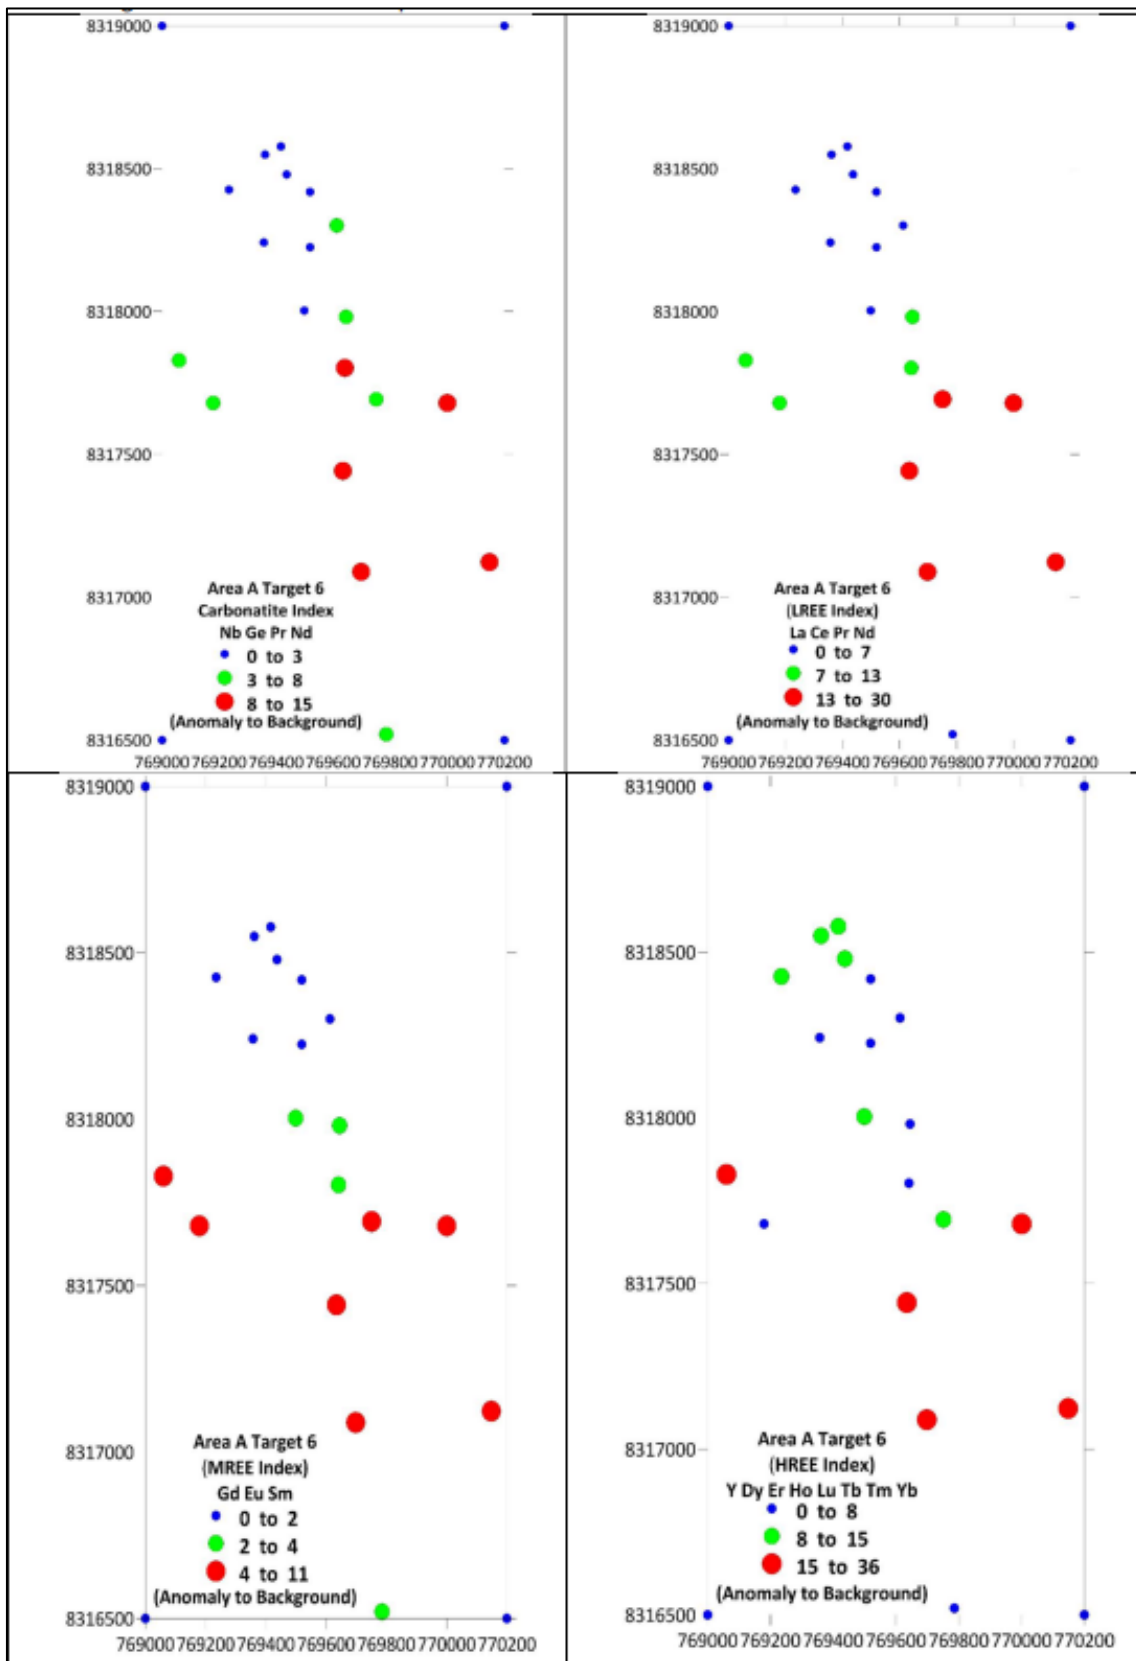 8319000
8318500
8318000
8317500
8317000
8316500
Area A Target 6
Carbonatite Index
Nb Ge Pr Nd
0 to 3
3 to 8
8 to 15
(Anomaly to Background)
769000 769200 769400 769600 769800 770000 770200
8319000
8318500
8318000
8317500
8317000
8316500
Area A Target 6
(LREE Index)
La Ce Pr Nd
0 to 7
7 to 13
13 to 30
(Anomaly to Background)
769000 769200 769400 769600 769800 770000 770200
8319000
8318500
8318000
8317500
8317000
8316500
Area A Target 6
(MREE Index)
Gd Eu Sm
0 to 2
2 to 4
4 to 11
(Anomaly to Background)
769000 769200 769400 769600 769800 770000 770200
8319000
8318500
8318000
8317500
8317000
8316500
Area A Target 6
(HREE Index)
Y Dy Er Ho Lu Tb Tm Yb
0 to 8
8 to 15
15 to 36
(Anomaly to Background)
769000 769200 769400 769600 769800 770000 770200